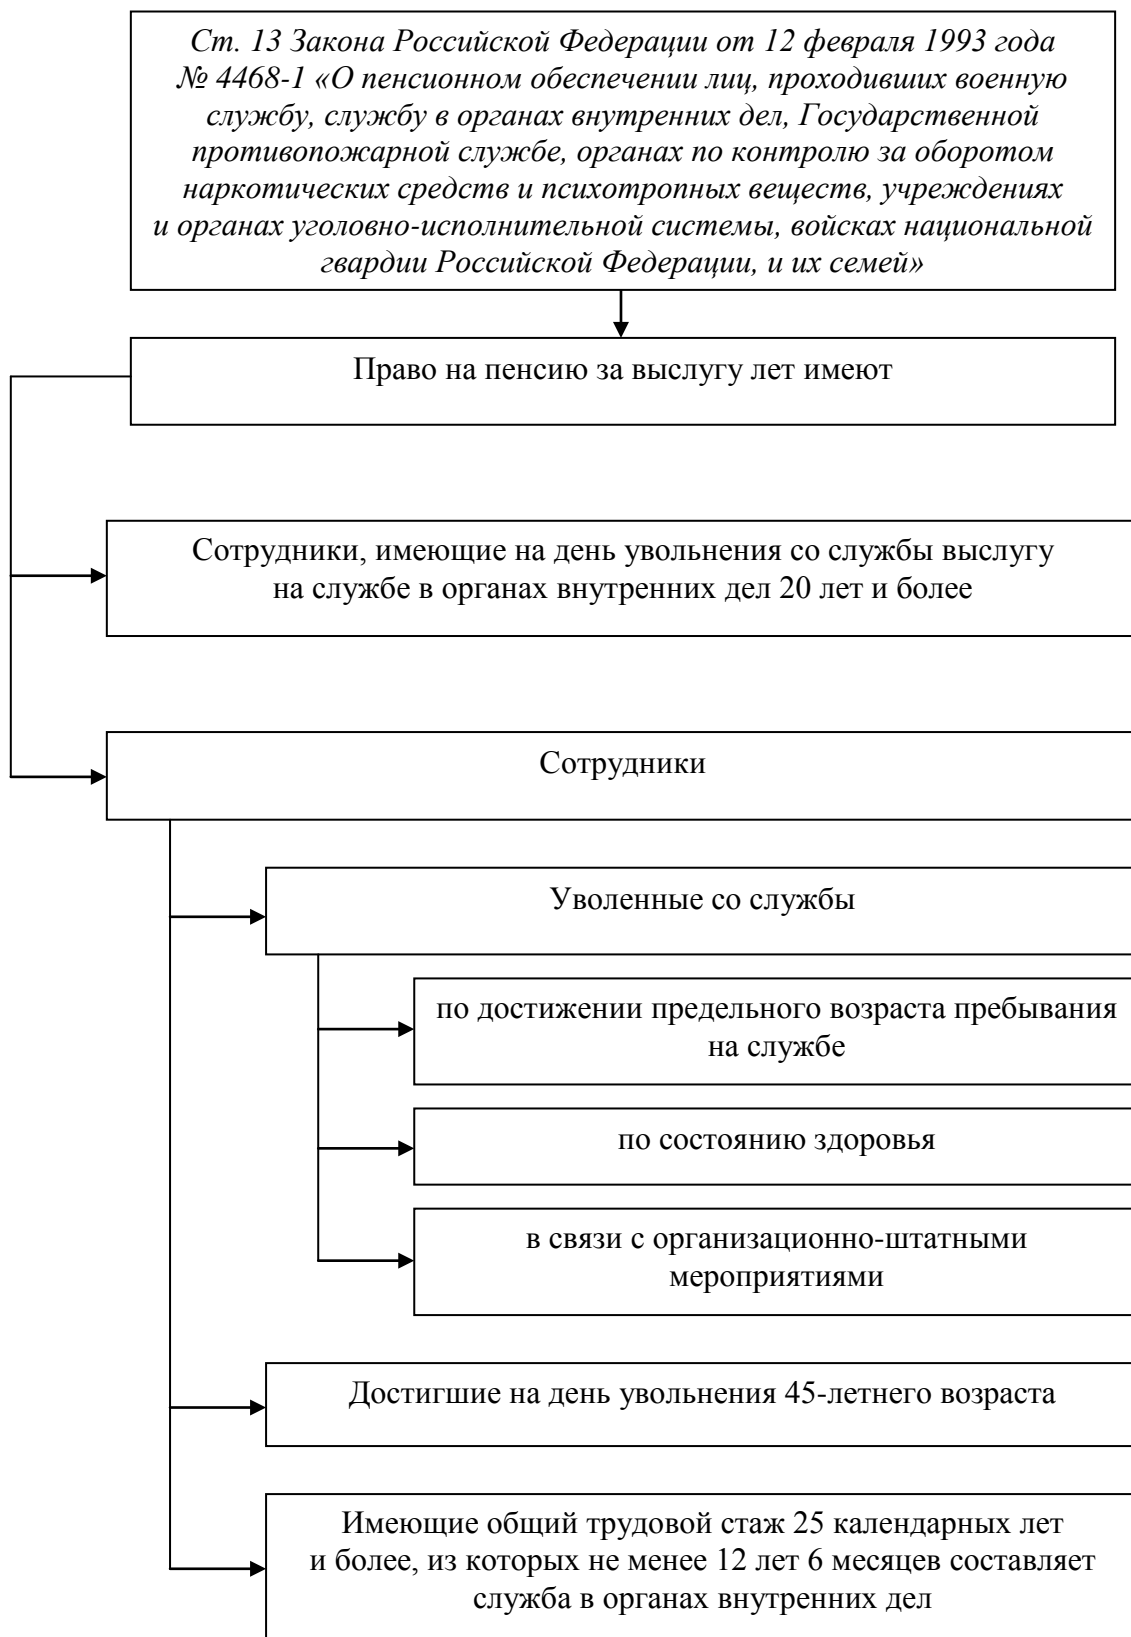 Ст. 13 Закона Российской Федерации от 12 февраля 1993 года
№ 4468-1 «О пенсионном обеспечении лиц, проходивших военную
службу, службу в органах внутренних дел, Государственной
противопожарной службе, органах по контролю за оборотом
наркотических средств и психотропных веществ, учреждениях
и органах уголовно-исполнительной системы, войсках национальной
гвардии Российской Федерации, и их семей»
Право на пенсию за выслугу лет имеют
Сотрудники, имеющие на день увольнения со службы выслугу
на службе в органах внутренних дел 20 лет и более
Сотрудники
Уволенные со службы
по достижении предельного возраста пребывания
на службе
по состоянию здоровья
в связи с организационно-штатными
мероприятиями
Достигшие на день увольнения 45-летнего возраста
Имеющие общий трудовой стаж 25 календарных лет
и более, из которых не менее 12 лет 6 месяцев составляет
служба в органах внутренних дел